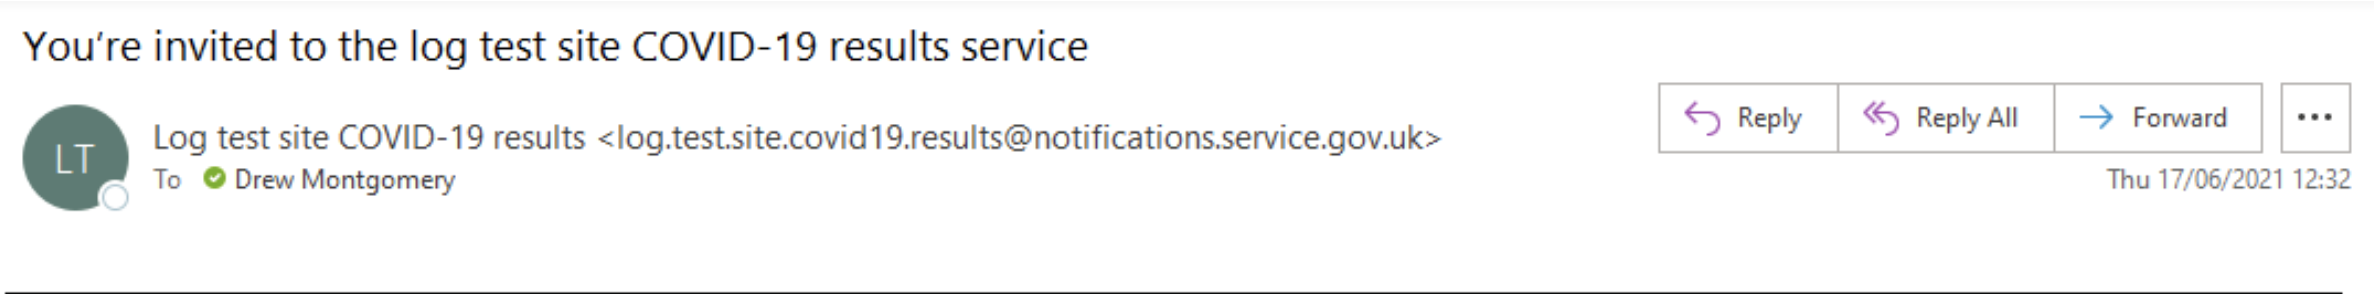 You're invited to the log test site COVID-19 results service
LT
Log test site COVID-19 results <log.test.site.covid19.results@notifications.service.gov.uk>
To Drew Montgomery
Reply
Reply All
Forward
Thu 17/06/2021 12:32